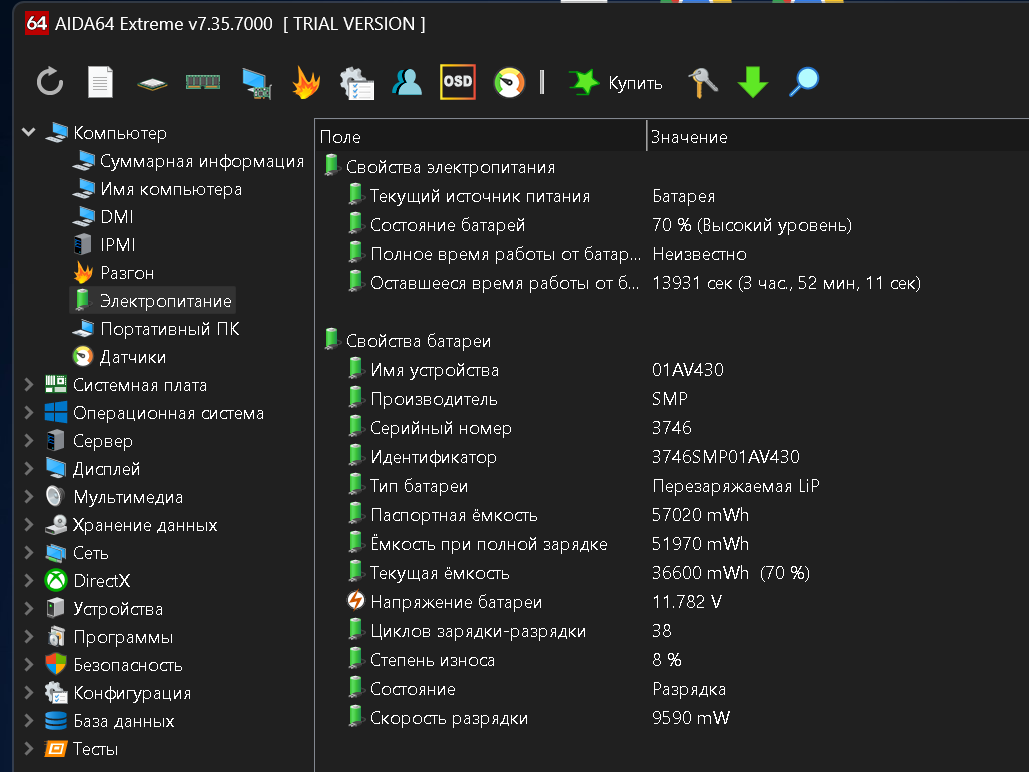 64 AIDA64 Extreme v7.35.7000 [ TRIAL VERSION ]
OSD Купить
Поле Значение
Компьютер
Суммарная информация
Имя компьютера
DMI
IPMI
Разгон
Электропитание
Портативный ПК
Датчики
Системная плата
Операционная система
Сервер
Дисплей
Мультимедиа
Хранение данных
Сеть
DirectX
Устройства
Программы
Безопасность
Конфигурация
База данных
Тесты
Свойства электропитания
Текущий источник питания Батарея
Состояние батарей 70 % (Высокий уровень)
Полное время работы от батар... Неизвестно
Оставшееся время работы от б... 13931 сек (3 час., 52 мин, 11 сек)
Свойства батареи
Имя устройства 01AV430
Производитель SMP
Серийный номер 3746
Идентификатор 3746SMP01AV430
Тип батареи Перезаряжаемая LiP
Паспортная ёмкость 57020 mWh
Ёмкость при полной зарядке 51970 mWh
Текущая ёмкость 36600 mWh (70 %)
Напряжение батареи 11.782 V
Циклов зарядки-разрядки 38
Степень износа 8 %
Состояние Разрядка
Скорость разрядки 9590 mW